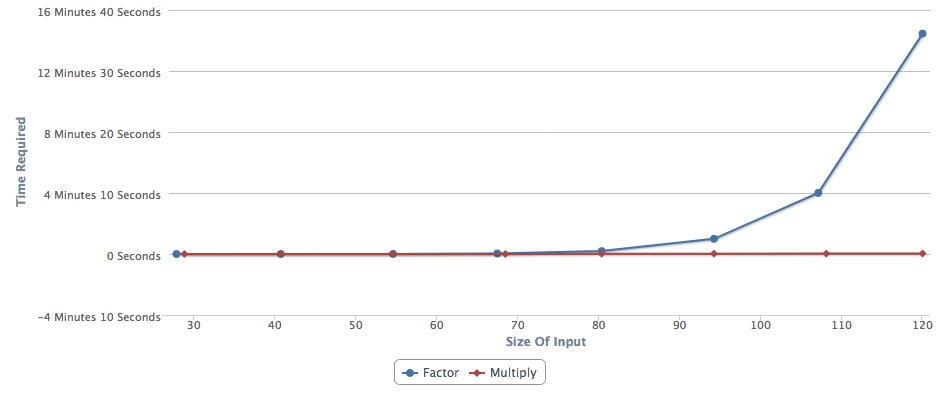 16 Minutes 40 Seconds
12 Minutes 30 Seconds
8 Minutes 20 Seconds
4 Minutes 10 Seconds
0 Seconds
−4 Minutes 10 Seconds
Time Required
30 40 50 60 70 80 90 100 110 120
Size Of Input
Factor Multiply